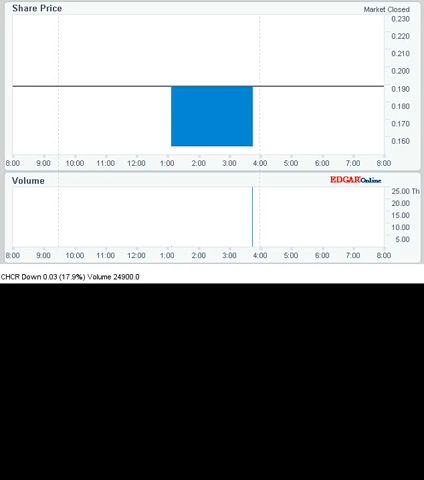 Share Price Market Closed
0.230
0.220
0.210
0.200
0.190
0.180
0.170
0.160
8:00 9:00 10:00 11:00 12:00 1:00 2:00 3:00 4:00 5:00 6:00 7:00 8:00
Volume EDGAROnline
25.00 Th
20.00
15.00
10.00
5.00
8:00 9:00 10:00 11:00 12:00 1:00 2:00 3:00 4:00 5:00 6:00 7:00 8:00
CHCR Down 0.03 (17.9%) Volume 24900.0